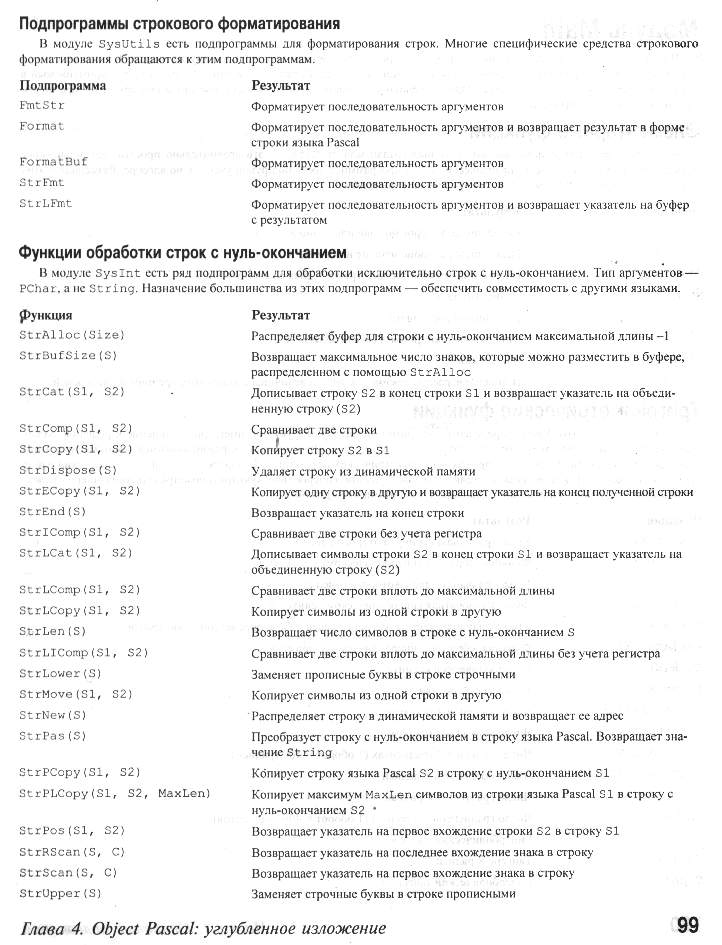 Подпрограммы строкового форматирования
В модуле SysUtils есть подпрограммы для форматирования строк. Многие специфические средства строкового
форматирования обращаются к этим подпрограммам.
Подпрограмма Результат
FmtStr Форматирует последовательность аргументов
Format Форматирует последовательность аргументов и возвращает результат в форме
строки языка Pascal
FormatBuf Форматирует последовательность аргументов
StrFmt Форматирует последовательность аргументов
StrLFmt Форматирует последовательность аргументов и возвращает указатель на буфер
с результатом
Функции обработки строк с нуль-окончанием
В модуле SysInt есть ряд подпрограмм для обработки исключительно строк с нуль-окончанием. Тип аргументов —
PChar, а не String. Назначение большинства из этих подпрограмм — обеспечить совместимость с другими языками.
Функция Результат
StrAlloc(Size) Распределяет буфер для строки с нуль-окончанием максимальной длины –1
StrBufSize(S) Возвращает максимальное число знаков, которые можно разместить в буфере,
распределенном с помощью StrAlloc
StrCat(S1, S2) Дописывает строку S2 в конец строки S1 и возвращает указатель на объеди-
ненную строку (S2)
StrComp(S1, S2) Сравнивает две строки
StrCopy(S1, S2) Копирует строку S2 в S1
StrDispose(S) Удаляет строку из динамической памяти
StrECopy(S1, S2) Копирует одну строку в другую и возвращает указатель на конец полученной строки
StrEnd(S) Возвращает указатель на конец строки
StrIComp(S1, S2) Сравнивает две строки без учета регистра
StrLCat(S1, S2) Дописывает символы строки S2 в конец строки S1 и возвращает указатель на
объединенную строку (S2)
StrLComp(S1, S2) Сравнивает две строки вплоть до максимальной длины
StrLCopy(S1, S2) Копирует символы из одной строки в другую
StrLen(S) Возвращает число символов в строке с нуль-окончанием S
StrLIComp(S1, S2) Сравнивает две строки вплоть до максимальной длины без учета регистра
StrLower(S) Заменяет прописные буквы в строке строчными
StrMove(S1, S2) Копирует символы из одной строки в другую
StrNew(S) Распределяет строку в динамической памяти и возвращает ее адрес
StrPas(S) Преобразует строку с нуль-окончанием в строку языка Pascal. Возвращает зна-
чение String
StrPCopy(S1, S2) Копирует строку языка Pascal S2 в строку с нуль-окончанием S1
StrPLCopy(S1, S2, MaxLen) Копирует максимум MaxLen символов из строки языка Pascal S1 в строку с
нуль-окончанием S2
StrPos(S1, S2) Возвращает указатель на первое вхождение строки S2 в строку S1
StrRScan(S, C) Возвращает указатель на последнее вхождение знака в строку
StrScan(S, C) Возвращает указатель на первое вхождение знака в строку
StrUpper(S) Заменяет строчные буквы в строке прописными
Глава 4. Object Pascal: углубленное изложение 99